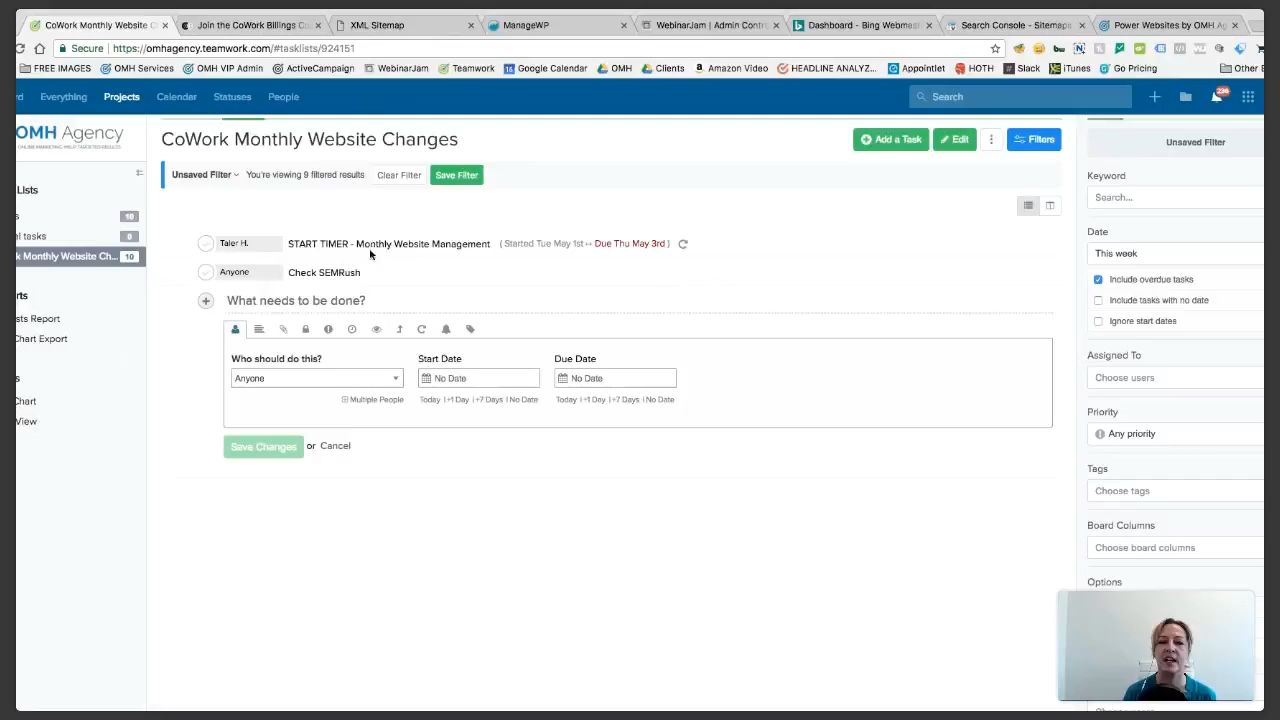 CoWork Monthly Website C ×
Join the CoWork Billings C ×
XML Sitemap ×
ManageWP ×
WebinarJam | Admin Contr ×
Dashboard - Bing Webmast ×
Search Console - Sitemaps ×
Power Websites by OMH Ag ×
Secure | https://omhagency.teamwork.com/#tasklists/924151
FREE IMAGES OMH Services OMH VIP Admin ActiveCampaign WebinarJam Teamwork Google Calendar OMH Clients Amazon Video HEADLINE ANALYZ... Appointlet HOTH Slack iTunes Go Pricing Other B
rd Everything Projects Calendar Statuses People Search 236
OMH Agency
CoWork Monthly Website Changes
Add a Task Edit Filters
Unsaved Filter You're viewing 9 filtered results Clear Filter Save Filter
Lists
s 10
al tasks 8
k Monthly Website Ch... 10
rts
sts Report
Chart Export
s
Chart
View
Taler H. START TIMER - Monthly Website Management ( Started Tue May 1st ↔ Due Thu May 3rd )
Anyone Check SEMRush
What needs to be done?
Who should do this? Start Date Due Date
Anyone No Date No Date
Multiple People Today | +1 Day | +7 Days | No Date Today | +1 Day | +7 Days | No Date
Save Changes or Cancel
Unsaved Filter
Keyword
Search...
Date
This week
Include overdue tasks
Include tasks with no date
Ignore start dates
Assigned To
Choose users
Priority
Any priority
Tags
Choose tags
Board Columns
Choose board columns
Options